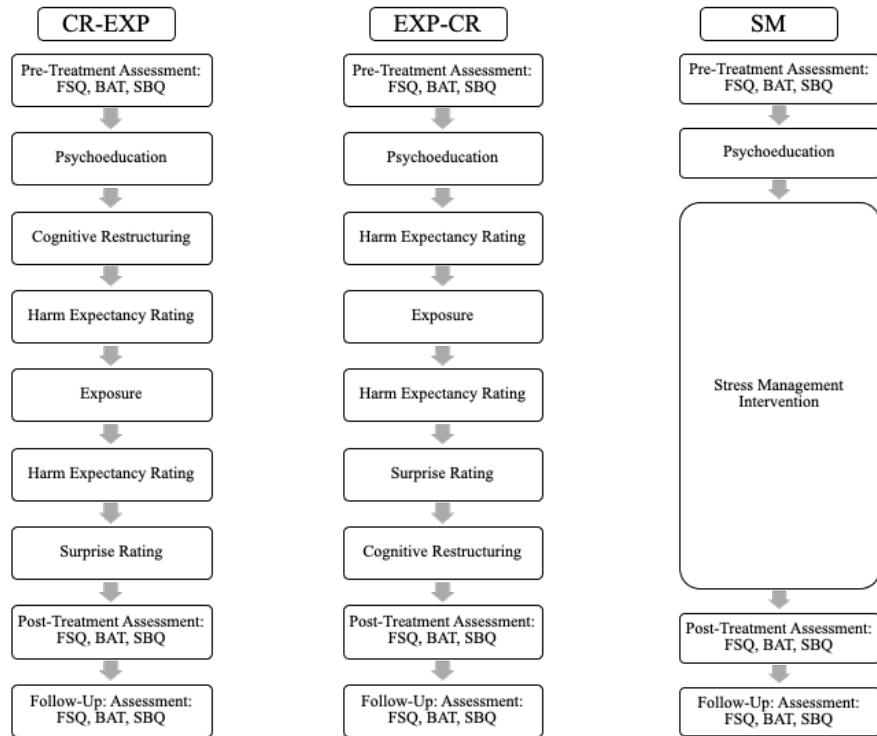 CR-EXP
Pre-Treatment Assessment:
FSQ, BAT, SBQ
Psychoeducation
Cognitive Restructuring
Harm Expectancy Rating
Exposure
Harm Expectancy Rating
Surprise Rating
Post-Treatment Assessment:
FSQ, BAT, SBQ
Follow-Up: Assessment:
FSQ, BAT, SBQ
EXP-CR
Pre-Treatment Assessment:
FSQ, BAT, SBQ
Psychoeducation
Harm Expectancy Rating
Exposure
Harm Expectancy Rating
Surprise Rating
Cognitive Restructuring
Post-Treatment Assessment:
FSQ, BAT, SBQ
Follow-Up: Assessment:
FSQ, BAT, SBQ
SM
Pre-Treatment Assessment:
FSQ, BAT, SBQ
Psychoeducation
Stress Management
Intervention
Post-Treatment Assessment:
FSQ, BAT, SBQ
Follow-Up: Assessment:
FSQ, BAT, SBQ